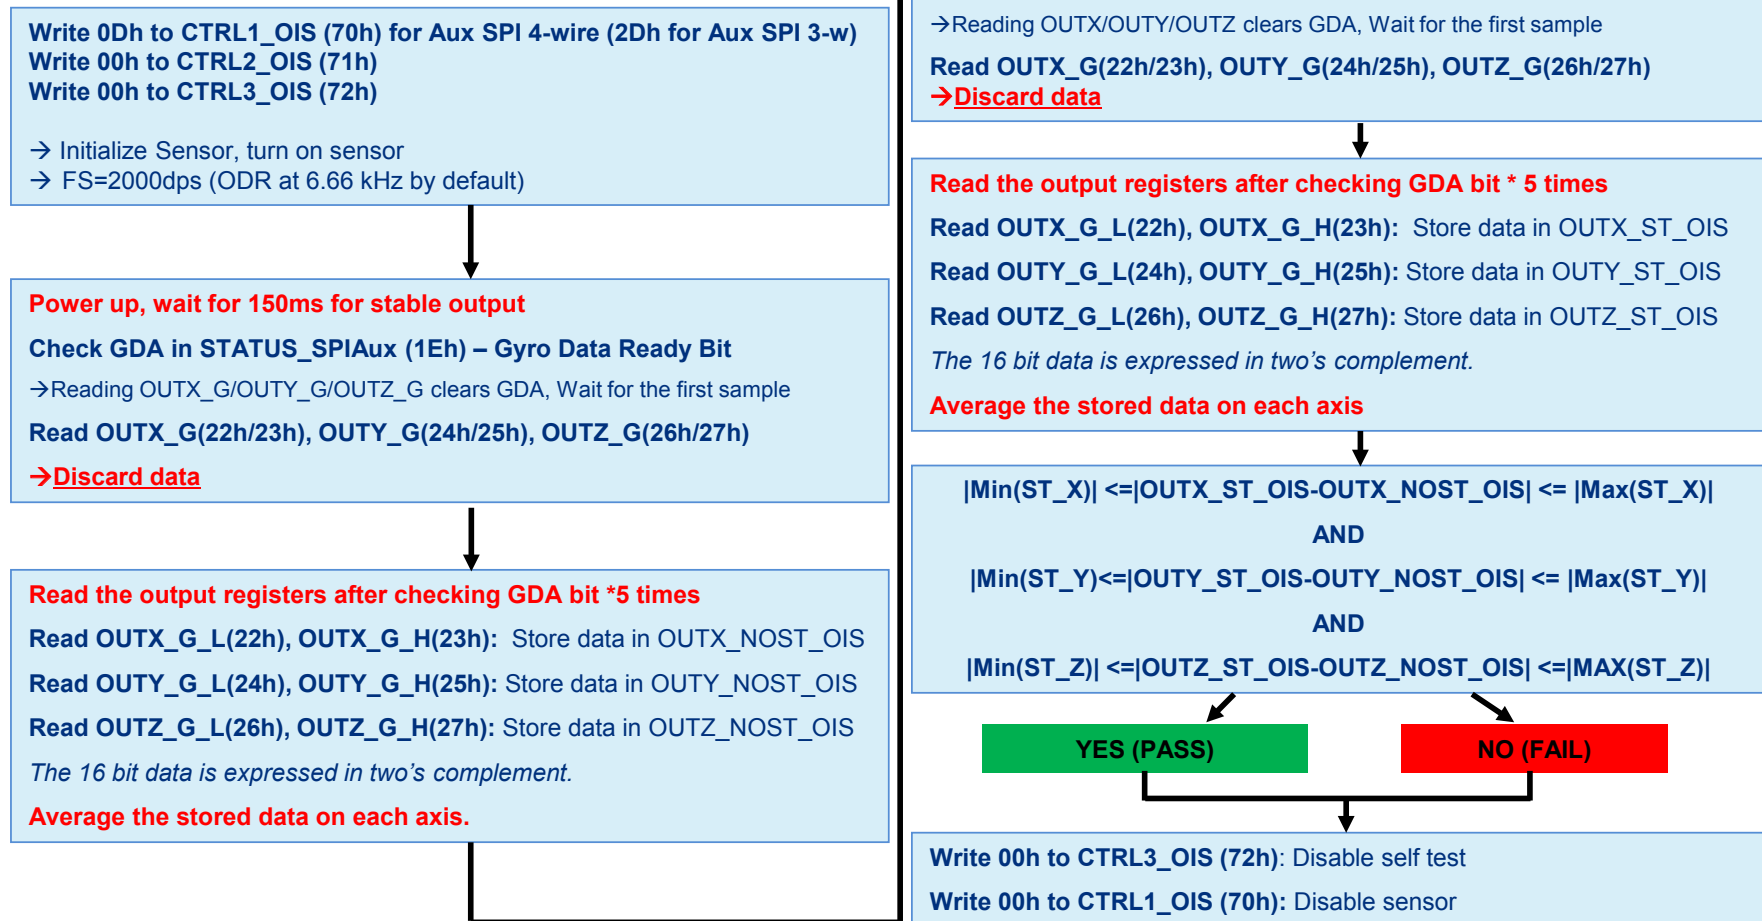 Write 0Dh to CTRL1_OIS (70h) for Aux SPI 4-wire (2Dh for Aux SPI 3-w)
Write 00h to CTRL2_OIS (71h)
Write 00h to CTRL3_OIS (72h)
→ Initialize Sensor, turn on sensor
→ FS=2000dps (ODR at 6.66 kHz by default)
Power up, wait for 150ms for stable output
Check GDA in STATUS_SPIAux (1Eh) – Gyro Data Ready Bit
→Reading OUTX_G/OUTY_G/OUTZ_G clears GDA, Wait for the first sample
Read OUTX_G(22h/23h), OUTY_G(24h/25h), OUTZ_G(26h/27h)
→Discard data
Read the output registers after checking GDA bit *5 times
Read OUTX_G_L(22h), OUTX_G_H(23h): Store data in OUTX_NOST_OIS
Read OUTY_G_L(24h), OUTY_G_H(25h): Store data in OUTY_NOST_OIS
Read OUTZ_G_L(26h), OUTZ_G_H(27h): Store data in OUTZ_NOST_OIS
The 16 bit data is expressed in two’s complement.
Average the stored data on each axis.
→Reading OUTX/OUTY/OUTZ clears GDA, Wait for the first sample
Read OUTX_G(22h/23h), OUTY_G(24h/25h), OUTZ_G(26h/27h)
→Discard data
Read the output registers after checking GDA bit * 5 times
Read OUTX_G_L(22h), OUTX_G_H(23h): Store data in OUTX_ST_OIS
Read OUTY_G_L(24h), OUTY_G_H(25h): Store data in OUTY_ST_OIS
Read OUTZ_G_L(26h), OUTZ_G_H(27h): Store data in OUTZ_ST_OIS
The 16 bit data is expressed in two’s complement.
Average the stored data on each axis
|Min(ST_X)| <=|OUTX_ST_OIS-OUTX_NOST_OIS| <= |Max(ST_X)|
AND
|Min(ST_Y)<=|OUTY_ST_OIS-OUTY_NOST_OIS| <= |Max(ST_Y)|
AND
|Min(ST_Z)| <=|OUTZ_ST_OIS-OUTZ_NOST_OIS| <=|MAX(ST_Z)|
YES (PASS)
NO (FAIL)
Write 00h to CTRL3_OIS (72h): Disable self test
Write 00h to CTRL1_OIS (70h): Disable sensor